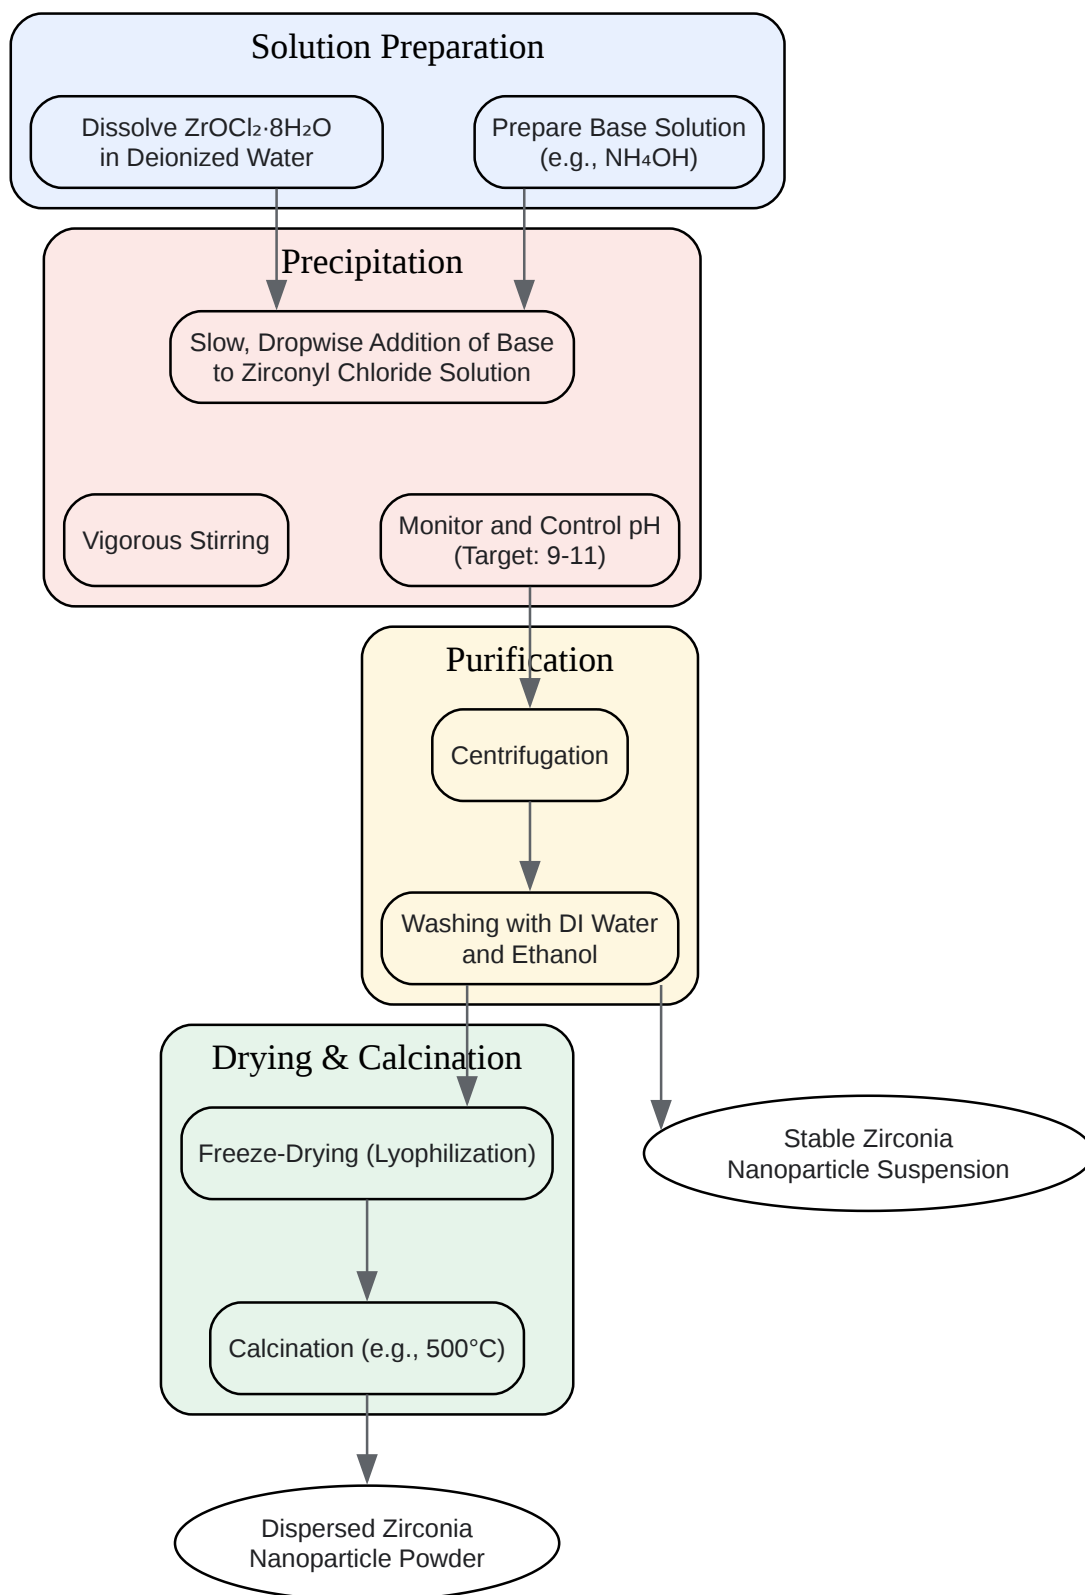 Solution Preparation
Dissolve ZrOCl₂·8H₂O
in Deionized Water
Prepare Base Solution
(e.g., NH₄OH)
Precipitation
Slow, Dropwise Addition of Base
to Zirconyl Chloride Solution
Vigorous Stirring
Monitor and Control pH
(Target: 9-11)
Purification
Centrifugation
Washing with DI Water
and Ethanol
Drying & Calcination
Freeze-Drying (Lyophilization)
Stable Zirconia
Nanoparticle Suspension
Calcination (e.g., 500°C)
Dispersed Zirconia
Nanoparticle Powder